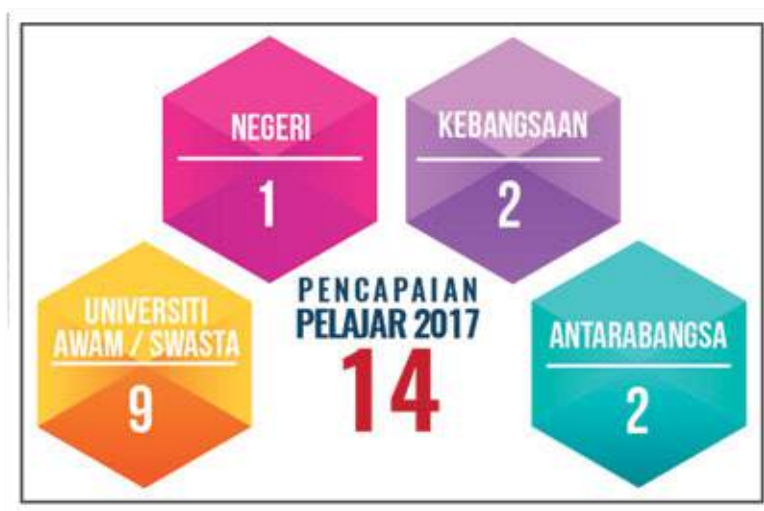 NEGERI
1
KEBANGSAAN
2
UNIVERSITI
AWAM / SWASTA
9
PENCAPAIAN
PELAJAR 2017
14
ANTARABANGSA
2